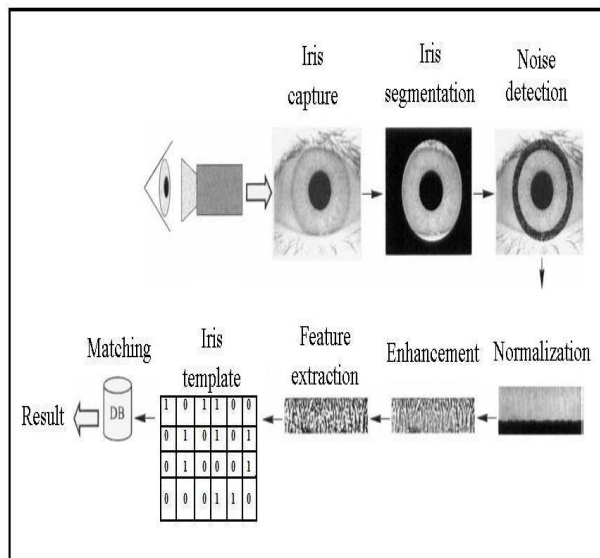 Iris
capture
Iris
segmentation
Noise
detection
Normalization
Enhancement
Feature
extraction
Iris
template
1 0 1 1 0 0
0 1 0 1 0 1
0 1 0 0 0 1
0 0 0 1 1 0
Matching
DB
Result